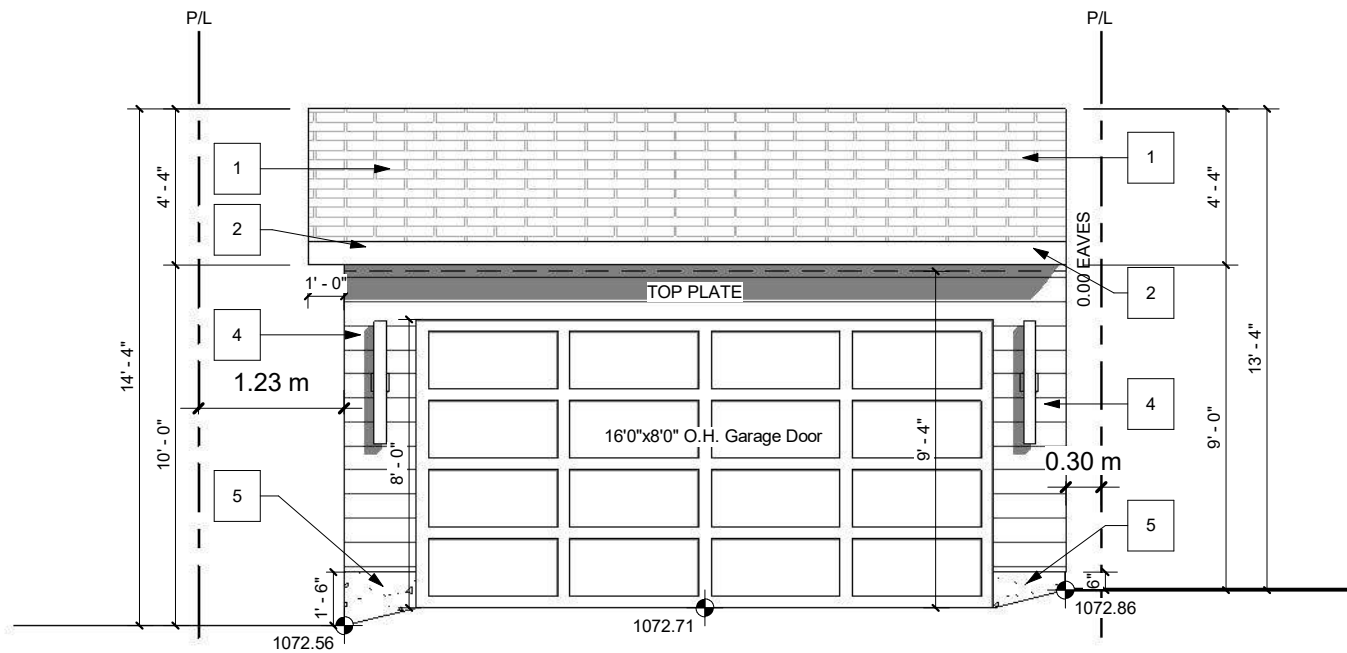 P/L
P/L
1
1
4' - 4"
4' - 4"
2
0.00 EAVES
1' - 0"
TOP PLATE
2
4
14' - 4"
13' - 4"
1.23 m
4
10' - 0"
8' - 0"
16'0"x8'0" O.H. Garage Door
9' - 4"
9' - 0"
0.30 m
5
5
1' - 6"
6"
1072.56
1072.71
1072.86